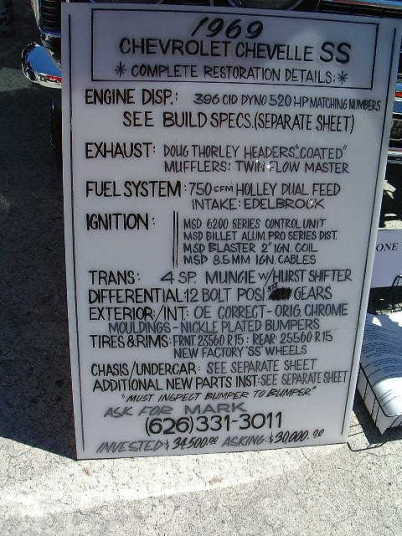 1969
CHEVROLET CHEVELLE SS
* COMPLETE RESTORATION DETAILS: *
ENGINE DISP.: 396 CID DYNO 520 HP MATCHING NUMBERS
SEE BUILD SPECS. (SEPARATE SHEET)
EXHAUST: DOUG THORLEY HEADERS "COATED"
MUFFLERS: TWIN FLOW MASTER
FUEL SYSTEM: 750 CFM HOLLEY DUAL FEED
INTAKE: EDELBROCK
IGNITION: MSD 6200 SERIES CONTROL UNIT
MSD BILLET ALUM PRO SERIES DIST.
MSD BLASTER 2" IGN. COIL
MSD 8.5 MM IGN. CABLES
TRANS: 4 SP. MUNCIE W/HURST SHIFTER
DIFFERENTIAL: 12 BOLT POSI GEARS
EXTERIOR/INT: OE CORRECT - ORIG CHROME
MOULDINGS - NICKLE PLATED BUMPERS
TIRES & RIMS: FRNT 23560 R15 : REAR 25560 R15
NEW FACTORY "SS" WHEELS
CHASIS/UNDERCAR: SEE SEPARATE SHEET
ADDITIONAL NEW PARTS INST: SEE SEPARATE SHEET
"MUST INSPECT BUMPER TO BUMPER"
ASK FOR MARK
(626) 331-3011
INVESTED $ 34,500.00 ASKING $30,000.00
ONE